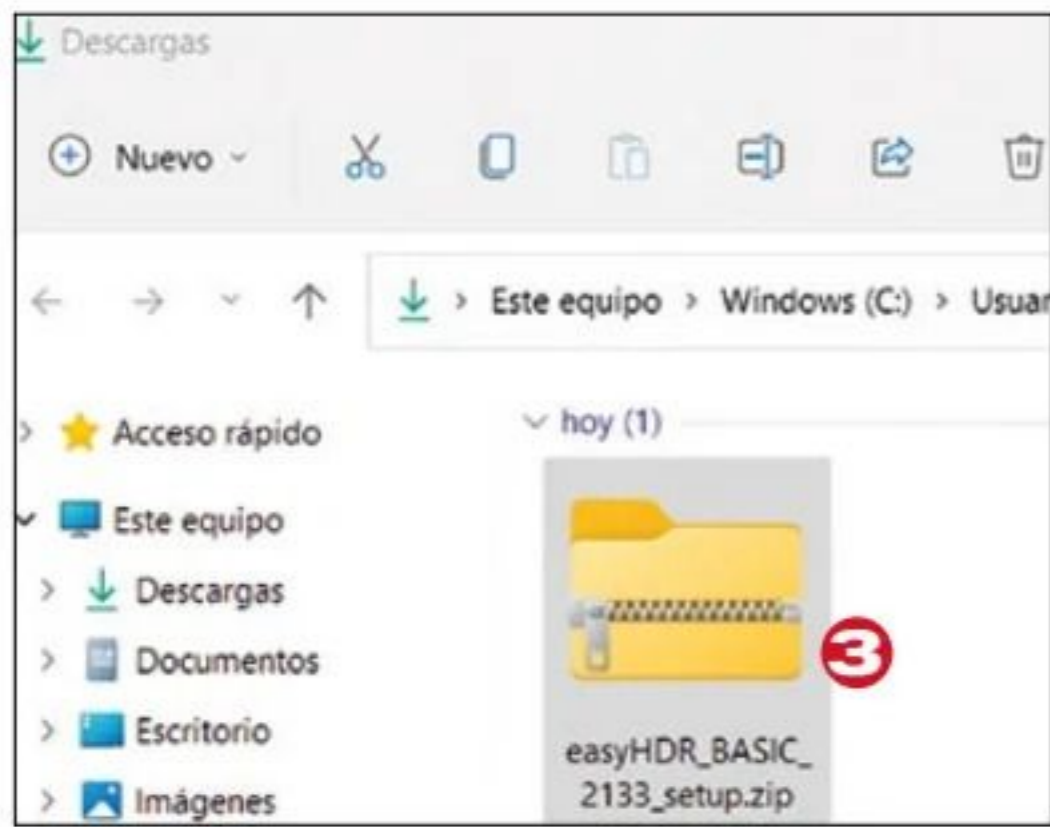 Descargas
Nuevo
Este equipo > Windows (C:) > Usuar
Acceso rápido
hoy (1)
Este equipo
Descargas
Documentos
Escritorio
Imágenes
3
easyHDR_BASIC_
2133_setup.zip